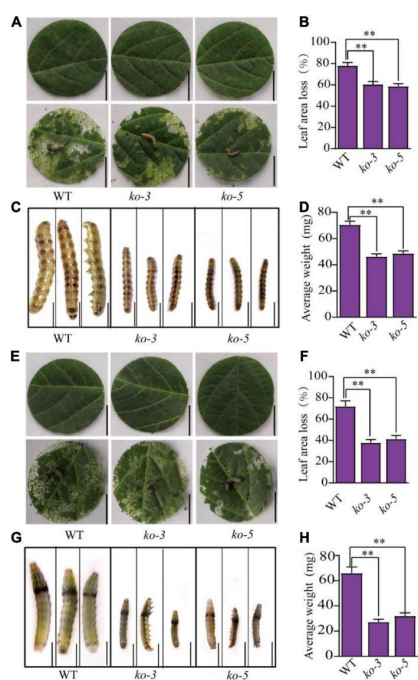 A
WT ko-3 ko-5
B
Leaf area loss (%)
100
80
60
40
20
0
**
**
WT ko-3 ko-5
C
WT ko-3 ko-5
D
Average weight (mg)
80
60
40
20
0
**
**
WT ko-3 ko-5
E
WT ko-3 ko-5
F
Leaf area loss (%)
100
80
60
40
20
0
**
**
WT ko-3 ko-5
G
WT ko-3 ko-5
H
Average weight (mg)
80
60
40
20
0
**
**
WT ko-3 ko-5